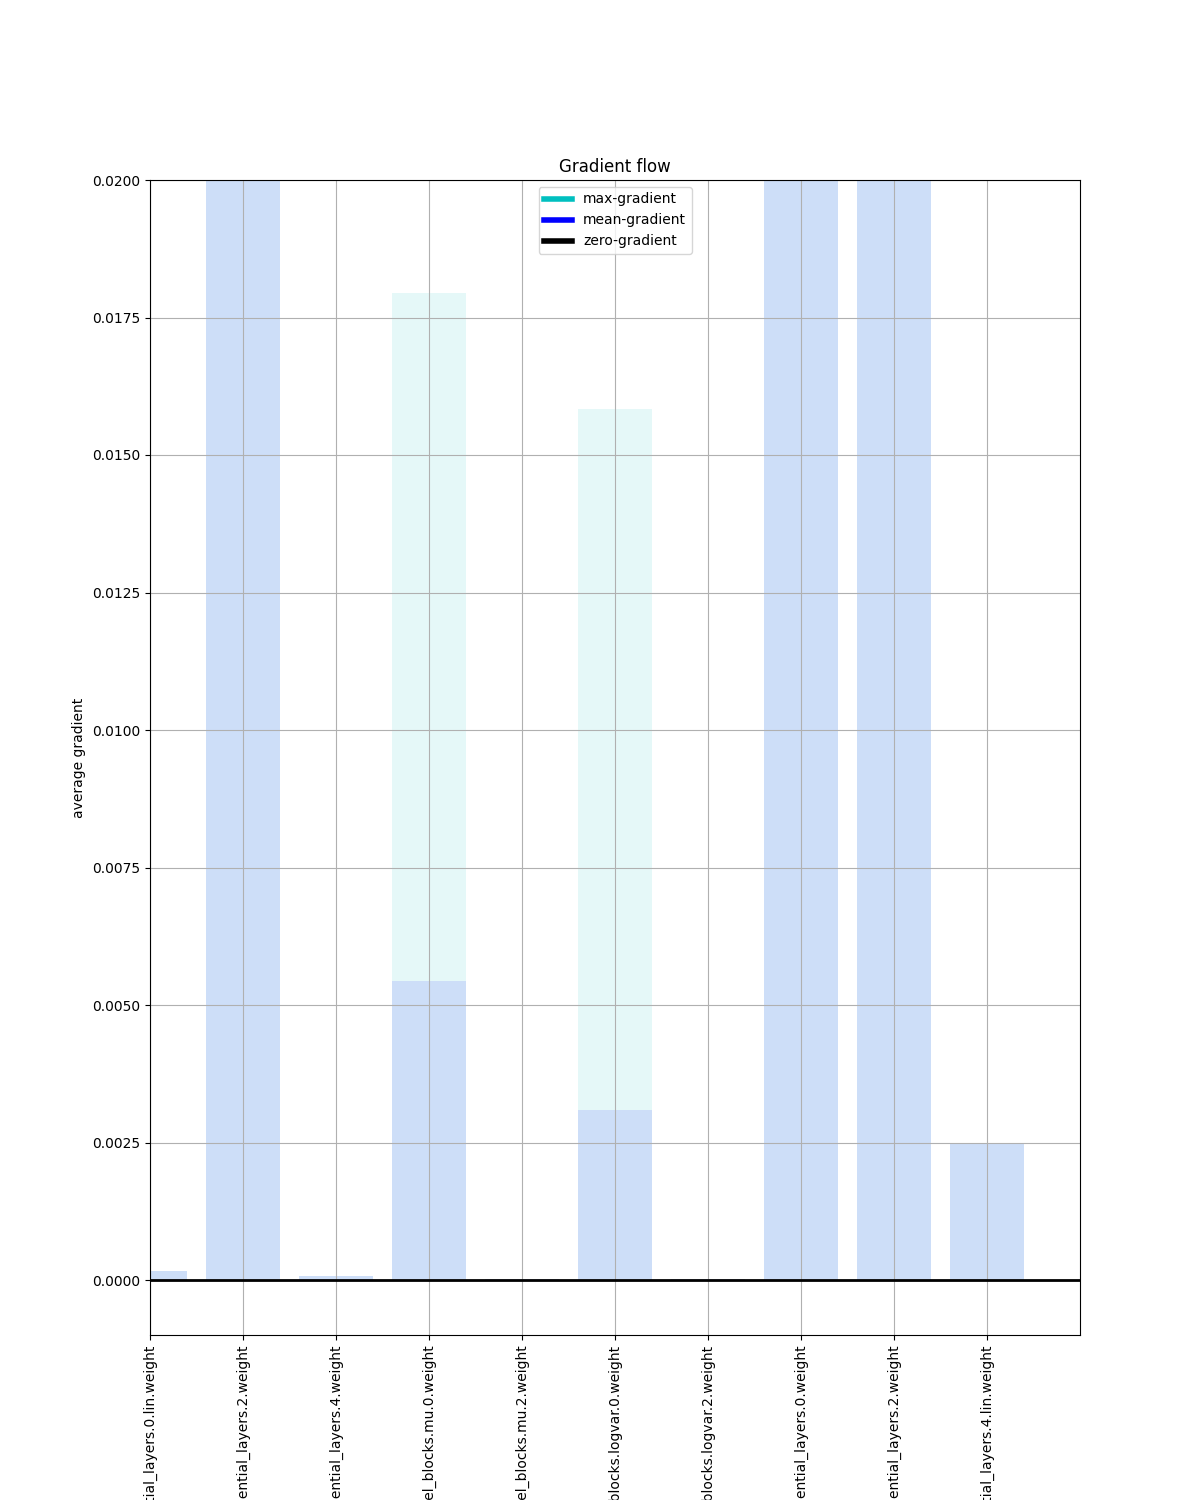 Gradient flow
max-gradient
mean-gradient
zero-gradient
0.0200
0.0175
0.0150
0.0125
0.0100
0.0075
0.0050
0.0025
0.0000
average gradient
tial_layers.0.lin.weight
ential_layers.2.weight
ential_layers.4.weight
el_blocks.mu.0.weight
el_blocks.mu.2.weight
blocks.logvar.0.weight
blocks.logvar.2.weight
ential_layers.0.weight
ential_layers.2.weight
tial_layers.4.lin.weight